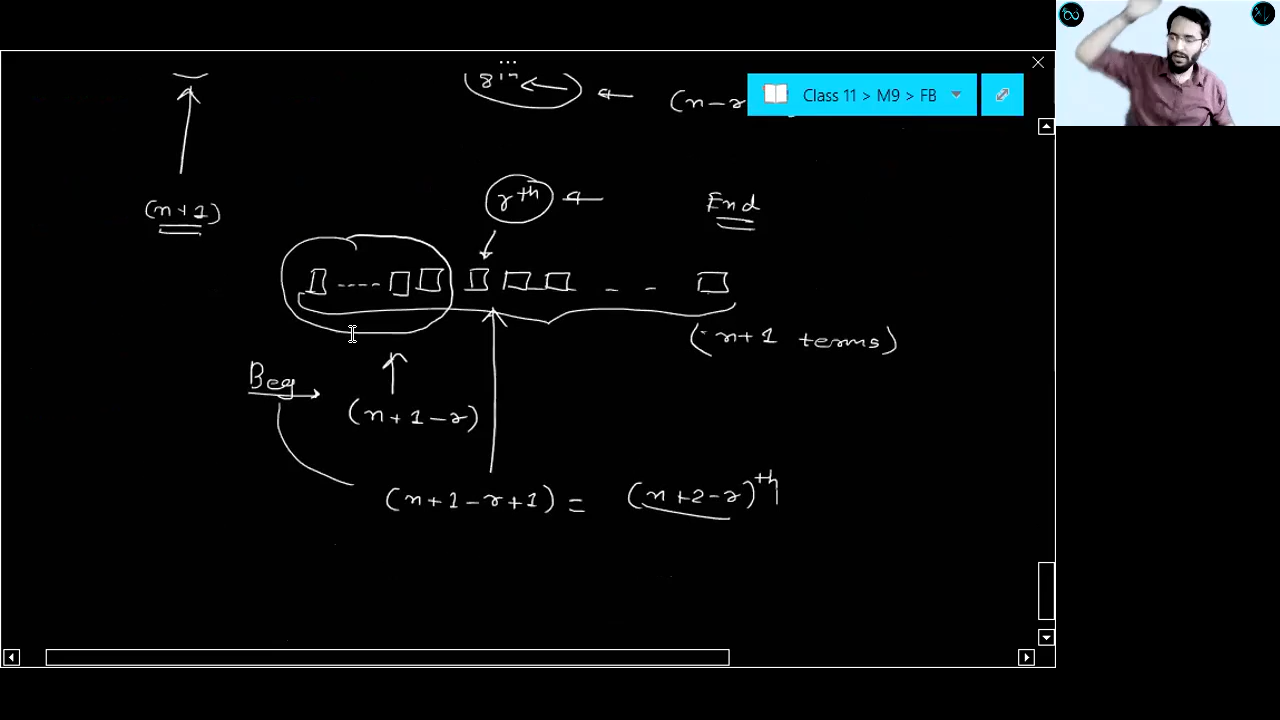 8th
(n-r
Class 11 > M9 > FB
rth
End
(n+1)
(n+1 terms)
Beg
(n+1-r)
(n+1-r+1) = (n+2-r)th